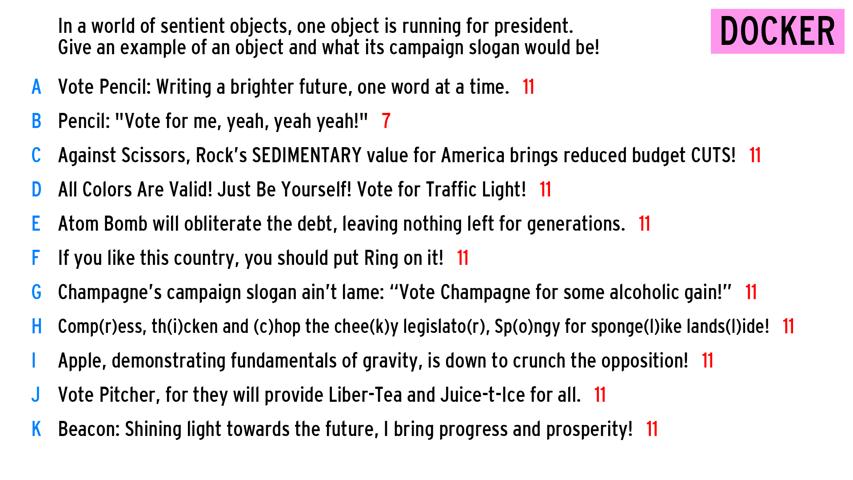 In a world of sentient objects, one object is running for president.
Give an example of an object and what its campaign slogan would be!
DOCKER
A Vote Pencil: Writing a brighter future, one word at a time. 11
B Pencil: "Vote for me, yeah, yeah yeah!" 7
C Against Scissors, Rock's SEDIMENTARY value for America brings reduced budget CUTS! 11
D All Colors Are Valid! Just Be Yourself! Vote for Traffic Light! 11
E Atom Bomb will obliterate the debt, leaving nothing left for generations. 11
F If you like this country, you should put Ring on it! 11
G Champagne's campaign slogan ain't lame: “Vote Champagne for some alcoholic gain!” 11
H Comp(r)ess, th(i)cken and (c)hop the chee(k)y legislato(r), Sp(o)ngy for sponge(l)ike lands(l)ide! 11
I Apple, demonstrating fundamentals of gravity, is down to crunch the opposition! 11
J Vote Pitcher, for they will provide Liber-Tea and Juice-t-Ice for all. 11
K Beacon: Shining light towards the future, I bring progress and prosperity! 11